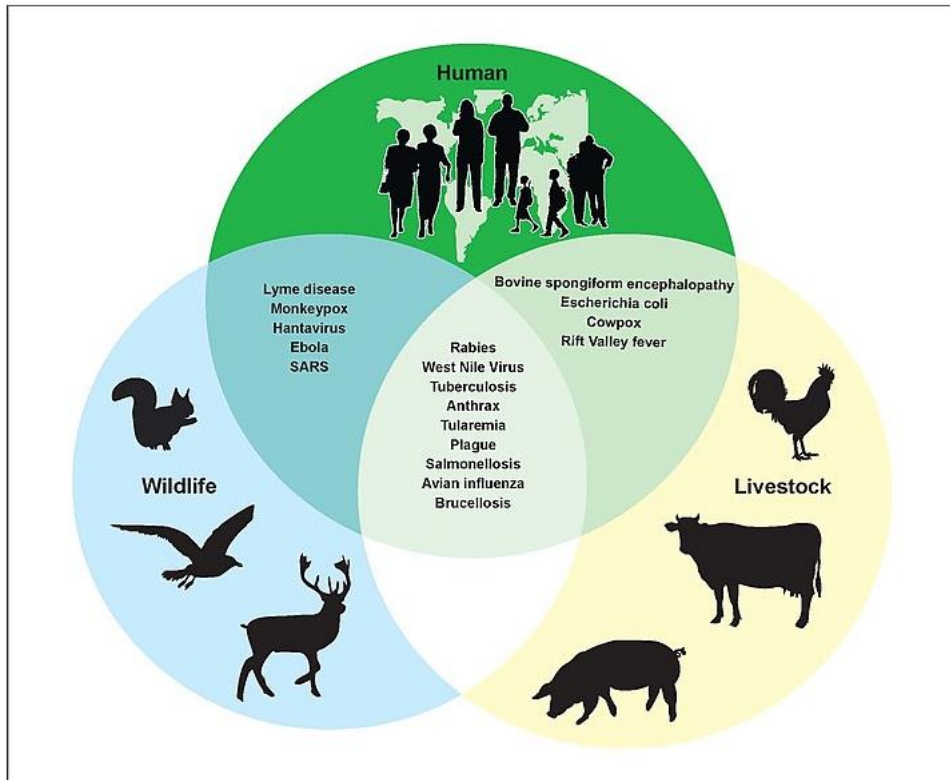 Human
Lyme disease
Monkeypox
Hantavirus
Ebola
SARS
Bovine spongiform encephalopathy
Escherichia coli
Cowpox
Rift Valley fever
Rabies
West Nile Virus
Tuberculosis
Anthrax
Tularemia
Plague
Salmonellosis
Avian influenza
Brucellosis
Wildlife
Livestock